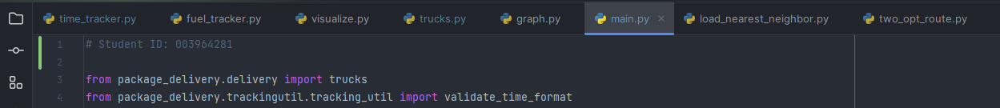 time_tracker.py fuel_tracker.py visualize.py trucks.py graph.py main.py load_nearest_neighbor.py two_opt_route.py
1 # Student ID: 003964281
2
3 from package_delivery.delivery import trucks
4 from package_delivery.trackingutil.tracking_util import validate_time_format